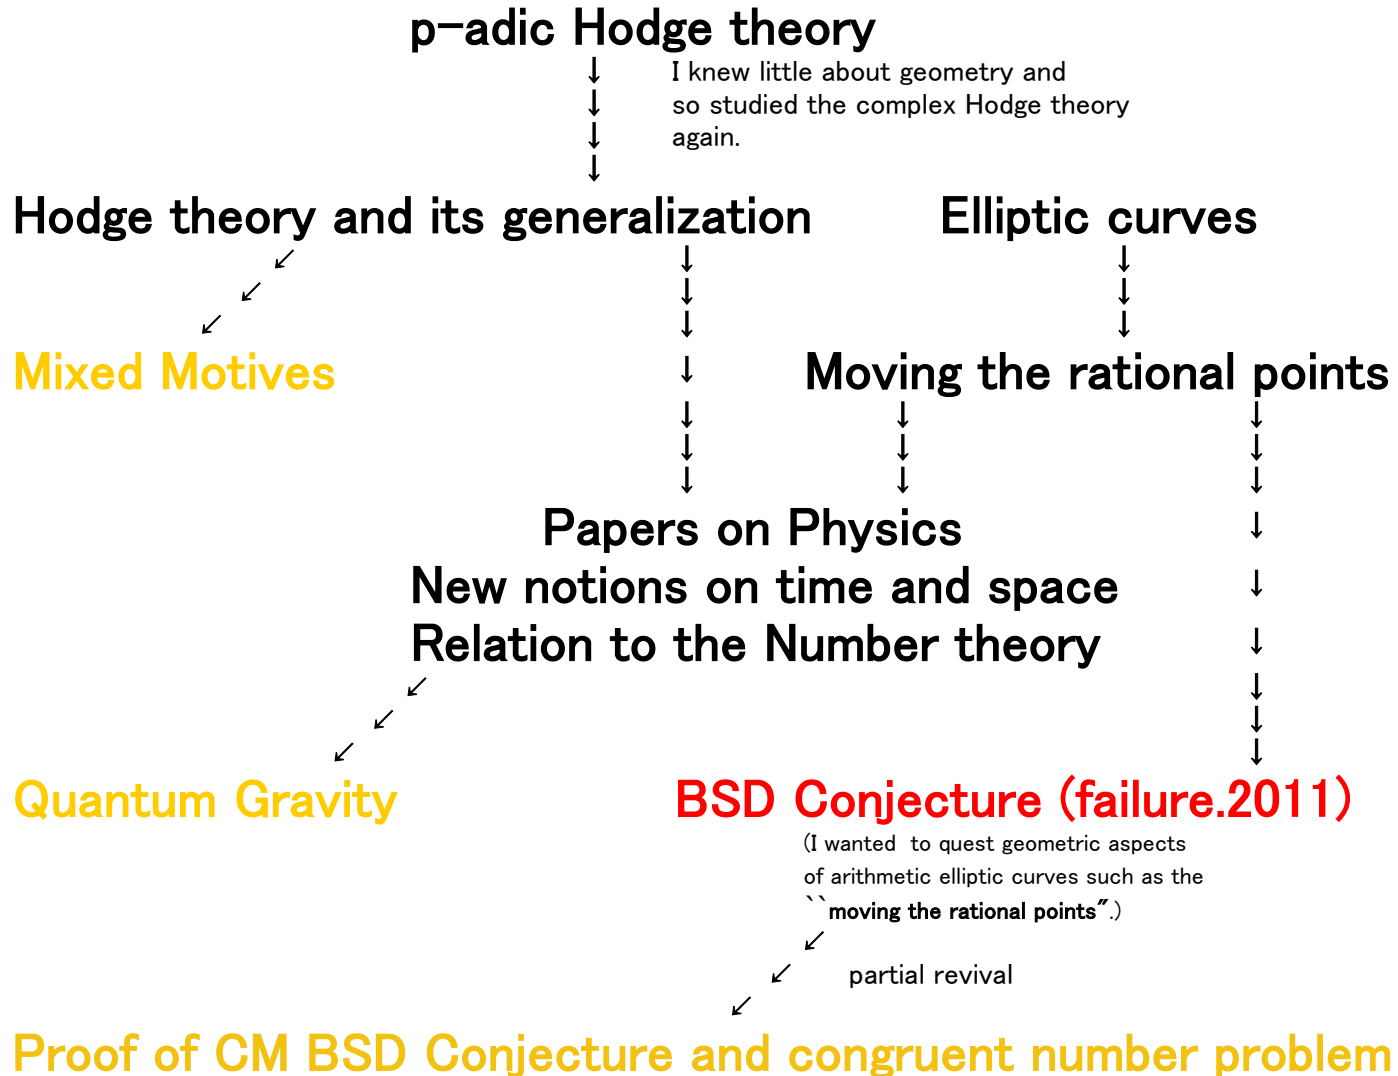 p-adic Hodge theory
I knew little about geometry and
so studied the complex Hodge theory
again.
Hodge theory and its generalization
Elliptic curves
Mixed Motives
Moving the rational points
Papers on Physics
New notions on time and space
Relation to the Number theory
Quantum Gravity
BSD Conjecture (failure.2011)
(I wanted  to quest geometric aspects
of arithmetic elliptic curves such as the
``moving the rational points".)
partial revival
Proof of CM BSD Conjecture and congruent number problem